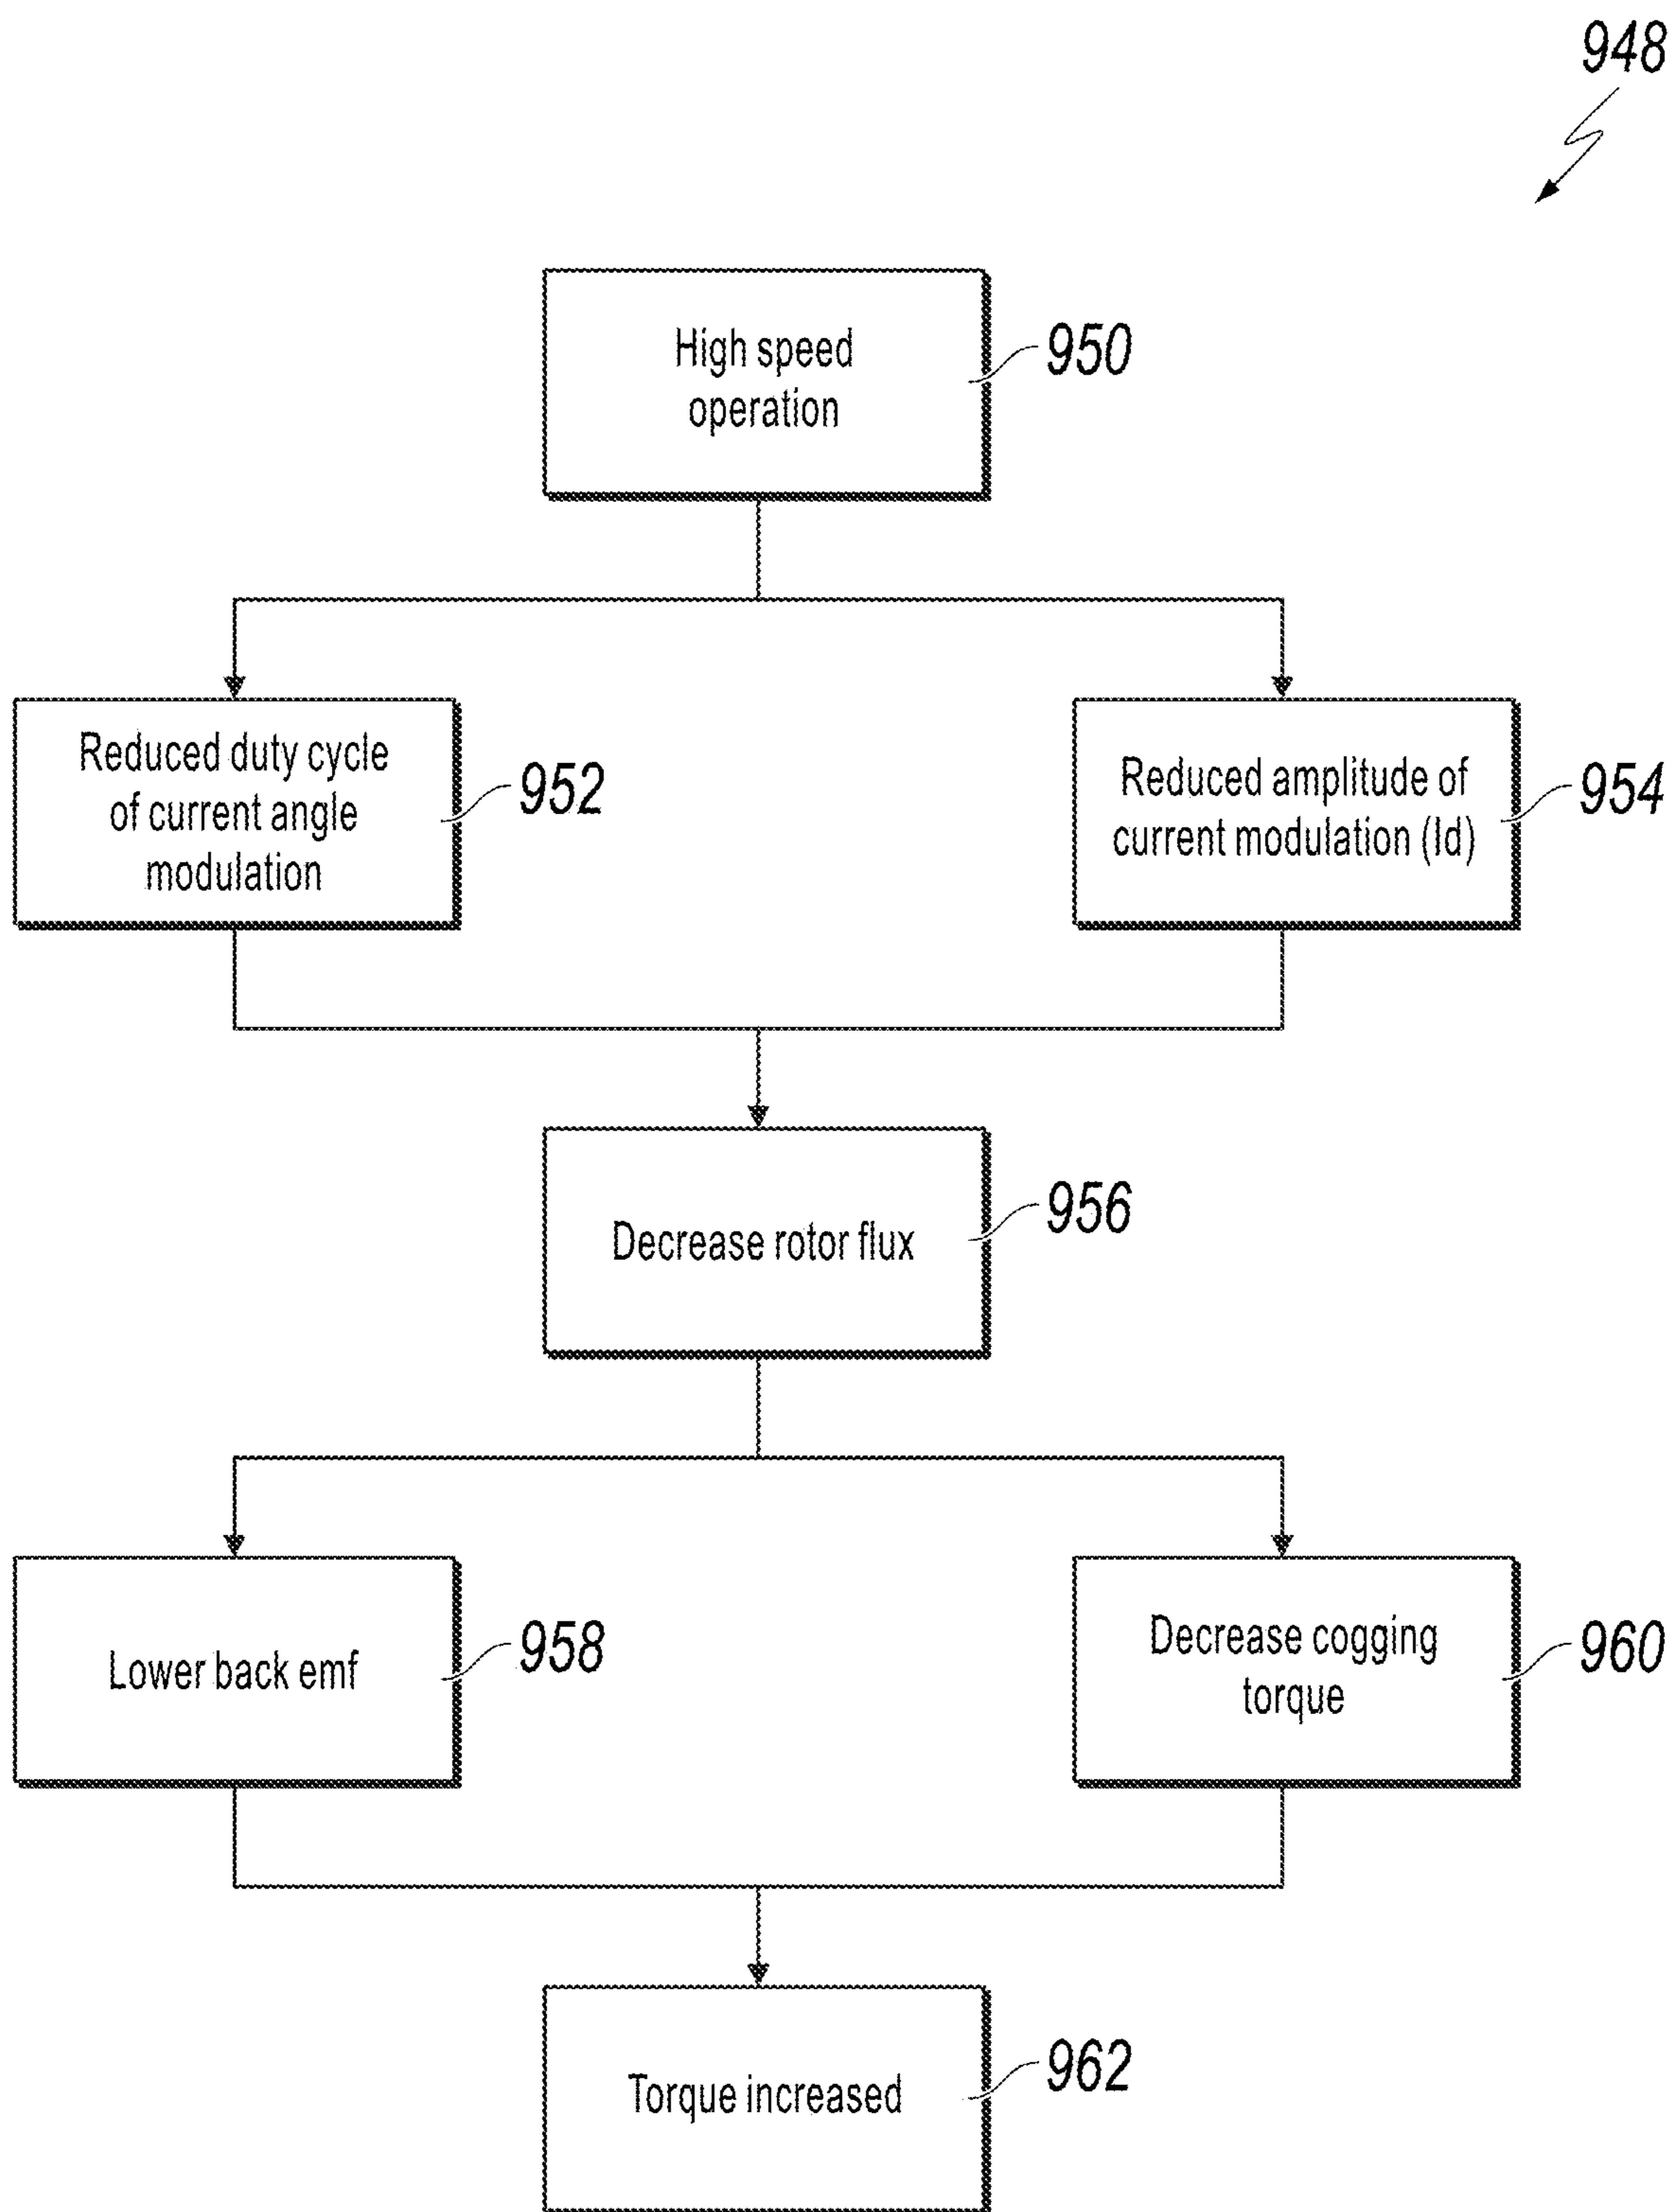 948
High speed
operation
950
Reduced duty cycle
of current angle
modulation
952
Reduced amplitude of
current modulation (Id)
954
Decrease rotor flux
956
Lower back emf
958
Decrease cogging
torque
960
Torque increased
962